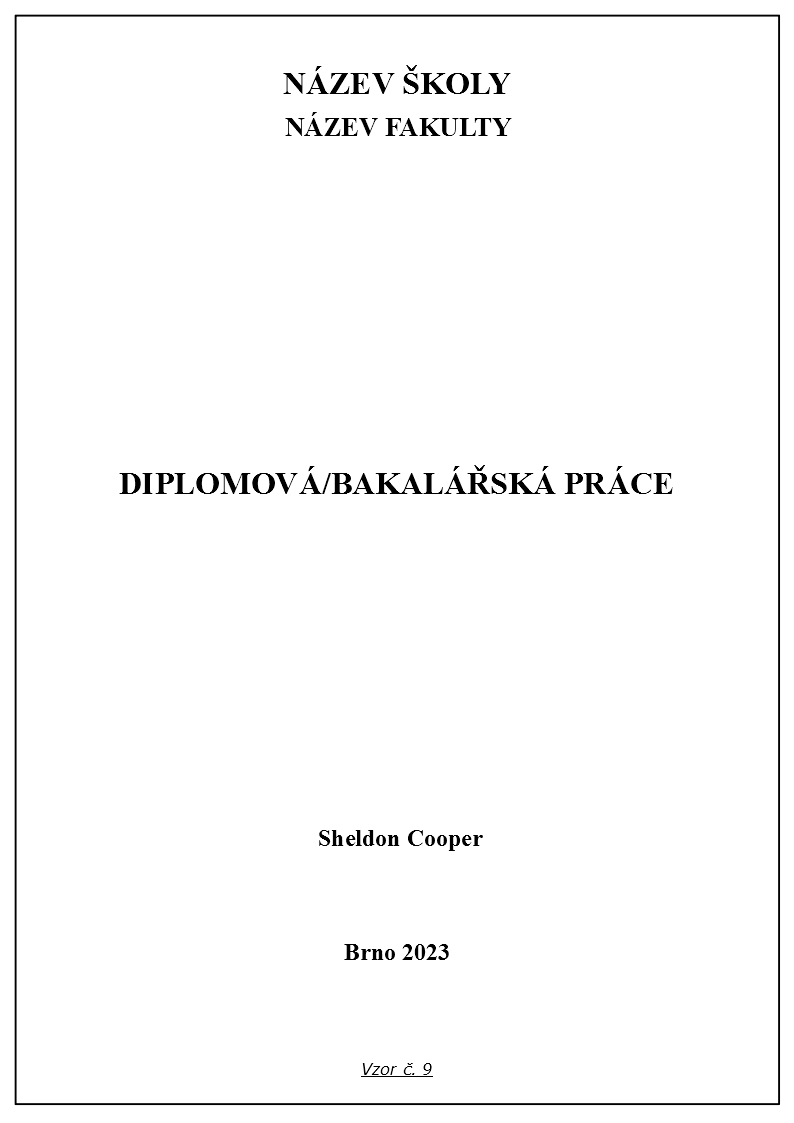 NÁZEV ŠKOLY
NÁZEV FAKULTY
DIPLOMOVÁ/BAKALÁŘSKÁ PRÁCE
Sheldon Cooper
Brno 2023
Vzor č. 9